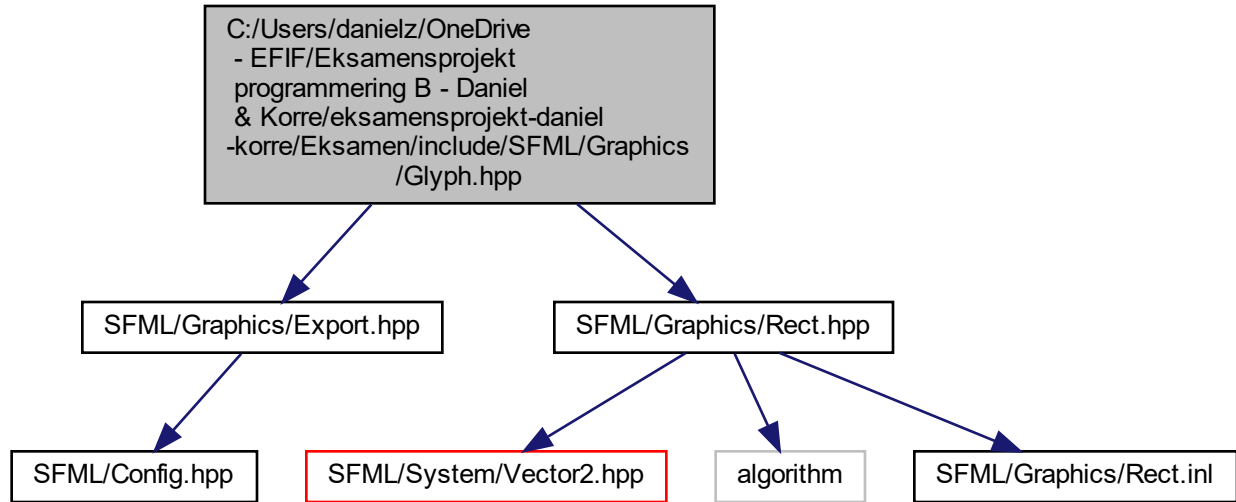 C:/Users/danielz/OneDrive
- EFIF/Eksamensprojekt
programmering B - Daniel
& Korre/eksamensprojekt-daniel
-korre/Eksamen/include/SFML/Graphics
/Glyph.hpp
SFML/Graphics/Export.hpp
SFML/Graphics/Rect.hpp
SFML/Config.hpp
SFML/System/Vector2.hpp
algorithm
SFML/Graphics/Rect.inl